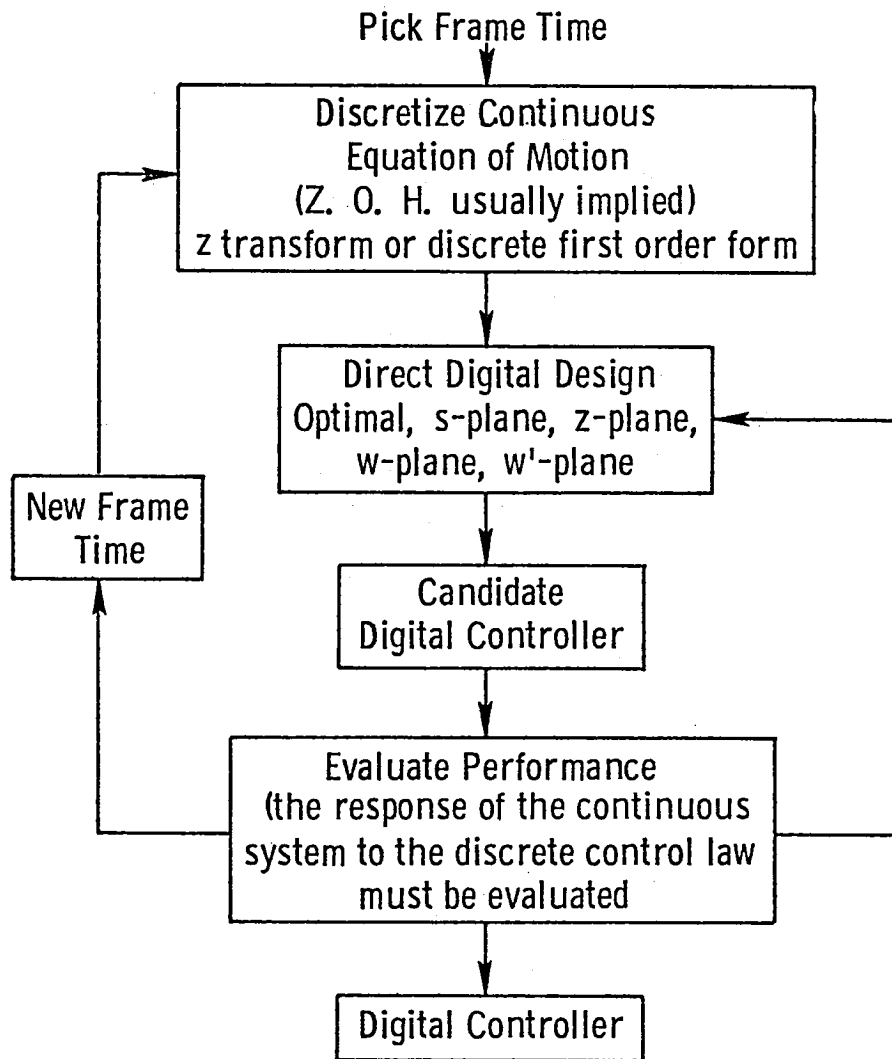 Pick Frame Time
Discretize Continuous
Equation of Motion
(Z. O. H. usually implied)
z transform or discrete first order form
Direct Digital Design
Optimal, s-plane, z-plane,
w-plane, w'-plane
New Frame
Time
Candidate
Digital Controller
Evaluate Performance
(the response of the continuous
system to the discrete control law
must be evaluated
Digital Controller